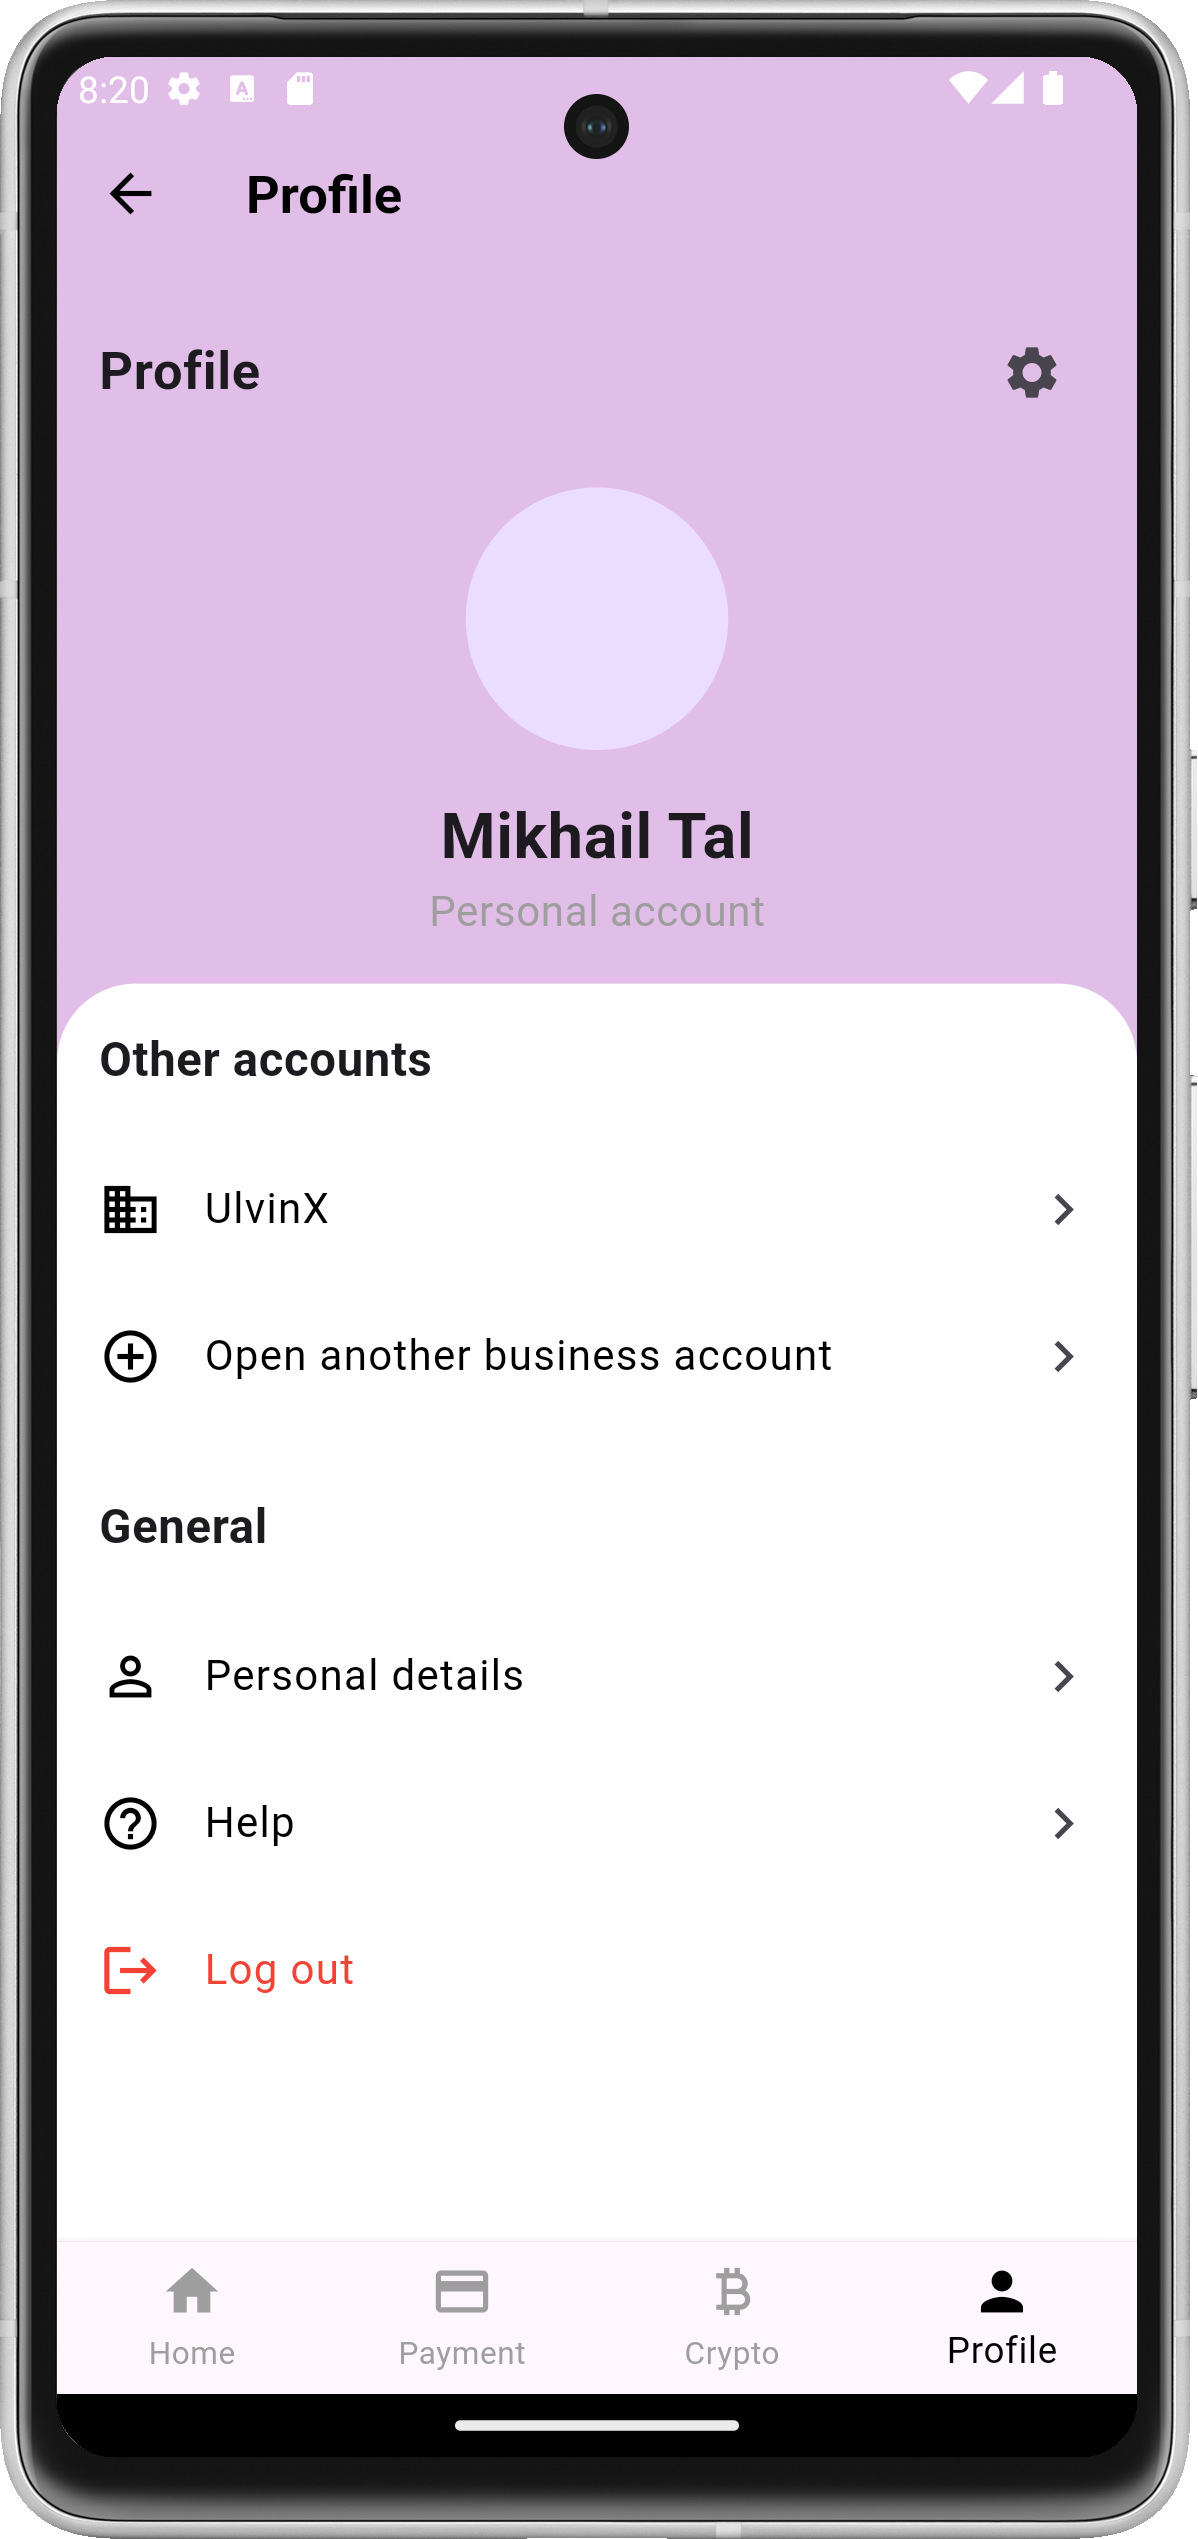 8:20
Profile
Profile
Mikhail Tal
Personal account
Other accounts
UlvinX
Open another business account
General
Personal details
Help
Log out
Home Payment Crypto Profile